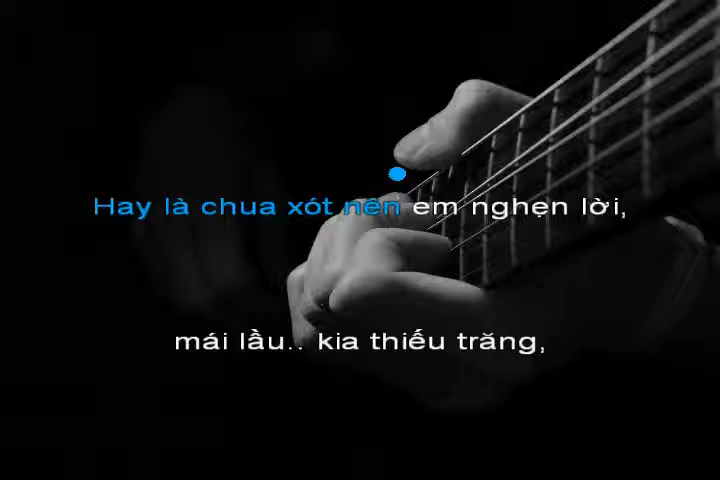 Hay là chua xót nên em nghẹn lời,
mái lầu.. kia thiếu trăng,